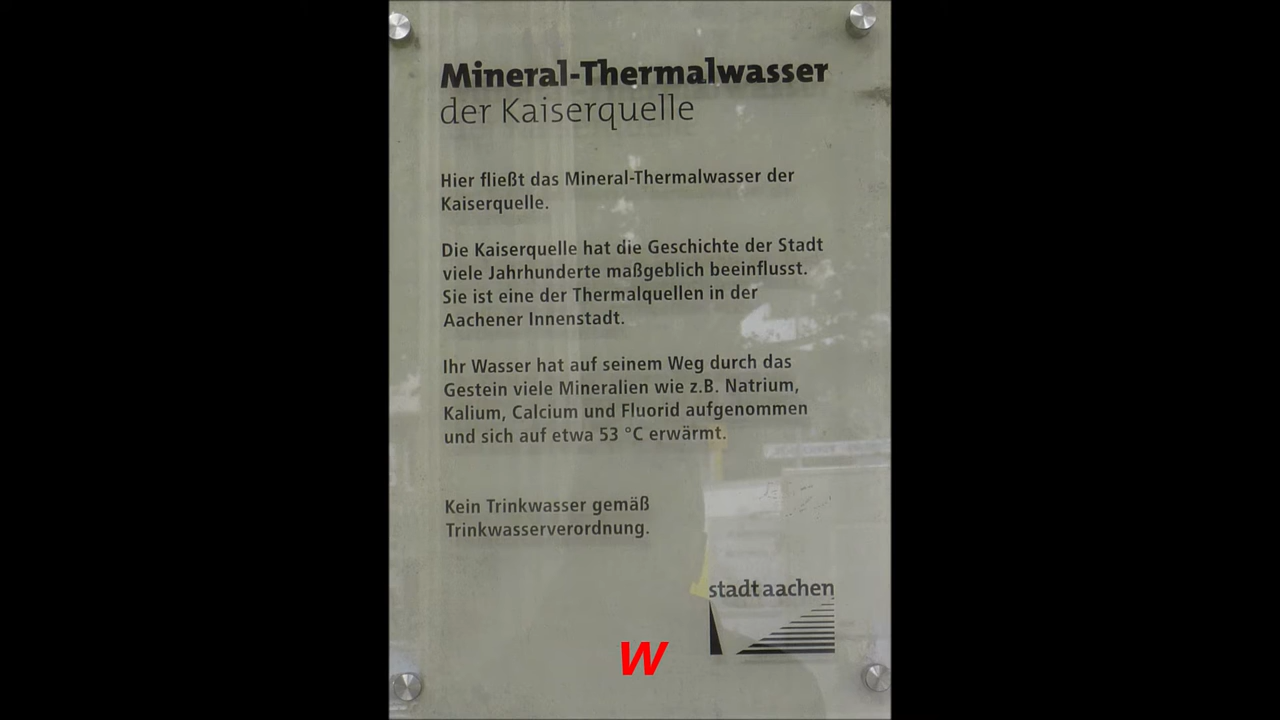 Mineral-Thermalwasser
der Kaiserquelle
Hier fließt das Mineral-Thermalwasser der
Kaiserquelle.
Die Kaiserquelle hat die Geschichte der Stadt
viele Jahrhunderte maßgeblich beeinflusst.
Sie ist eine der Thermalquellen in der
Aachener Innenstadt.
Ihr Wasser hat auf seinem Weg durch das
Gestein viele Mineralien wie z.B. Natrium,
Kalium, Calcium und Fluorid aufgenommen
und sich auf etwa 53 °C erwärmt.
Kein Trinkwasser gemäß
Trinkwasserverordnung.
stadt aachen
W